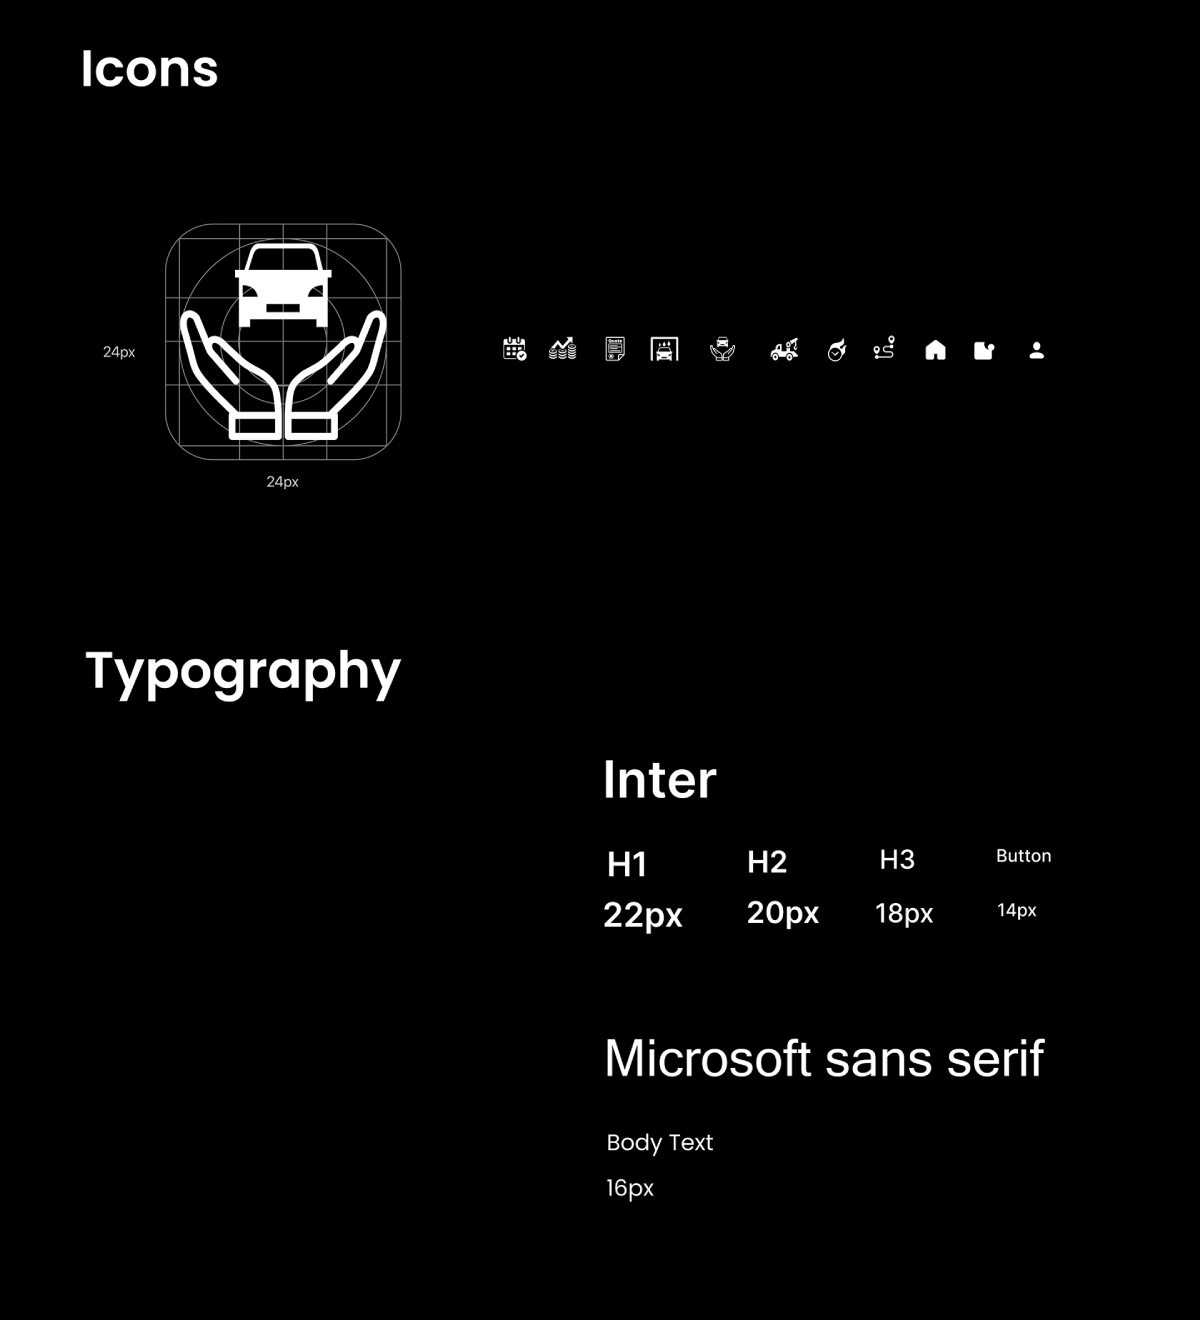 Icons
24px
24px
Typography
Inter
H1 H2 H3 Button
22px 20px 18px 14px
Microsoft sans serif
Body Text
16px